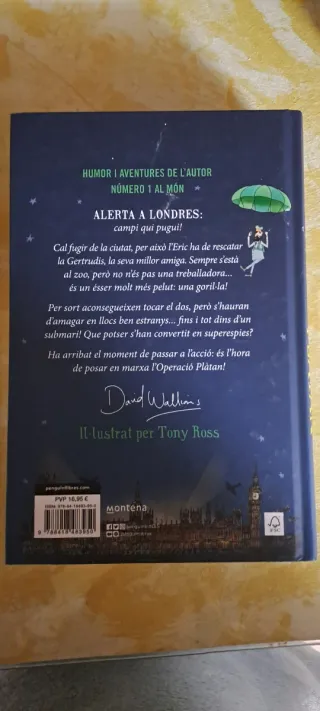 HUMOR I AVENTURES DE L'AUTOR
NÚMERO 1 AL MÓN
ALERTA A LONDRES:
campi qui pugui!
Cal fugir de la ciutat, per això l'Eric ha de rescatar
la Gertrudis, la seva millor amiga. Sempre s'està
al zoo, però no n'és pas una treballadora...
és un ésser molt més pelut: una goril·la!
Per sort aconsegueixen tocar el dos, però s'hauran
d'amagar en llocs ben estranys... fins i tot dins d'un
submarí! Que potser s'han convertit en superespies?
Ha arribat el moment de passar a l'acció: és l'hora
de posar en marxa l'Operació Plàtan!
David Walliams
Il·lustrat per Tony Ross
penguinllibres.com
PVP 16,95 €
montena
FSC